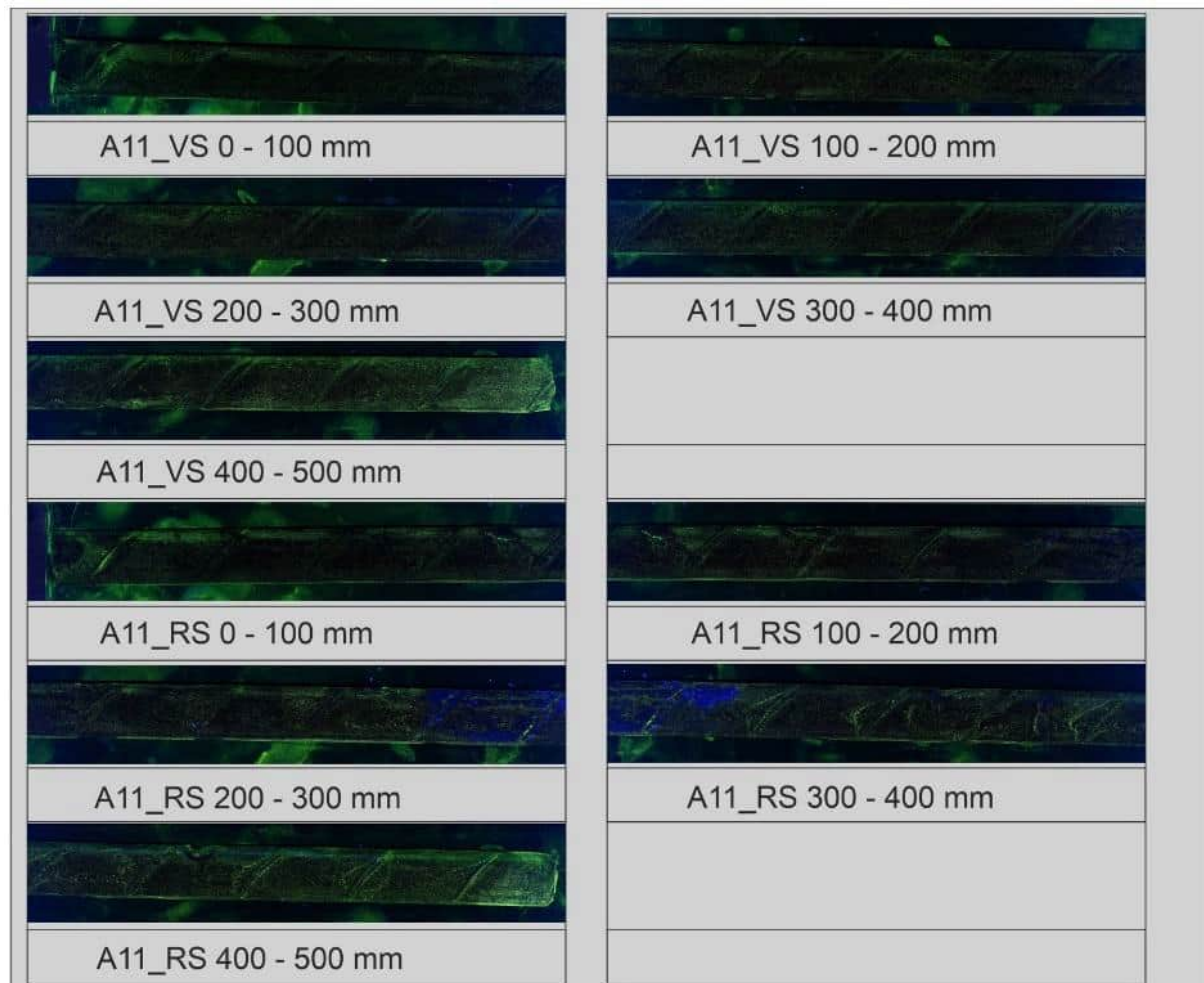 A11_VS 0 - 100 mm
A11_VS 100 - 200 mm
A11_VS 200 - 300 mm
A11_VS 300 - 400 mm
A11_VS 400 - 500 mm
A11_RS 0 - 100 mm
A11_RS 100 - 200 mm
A11_RS 200 - 300 mm
A11_RS 300 - 400 mm
A11_RS 400 - 500 mm